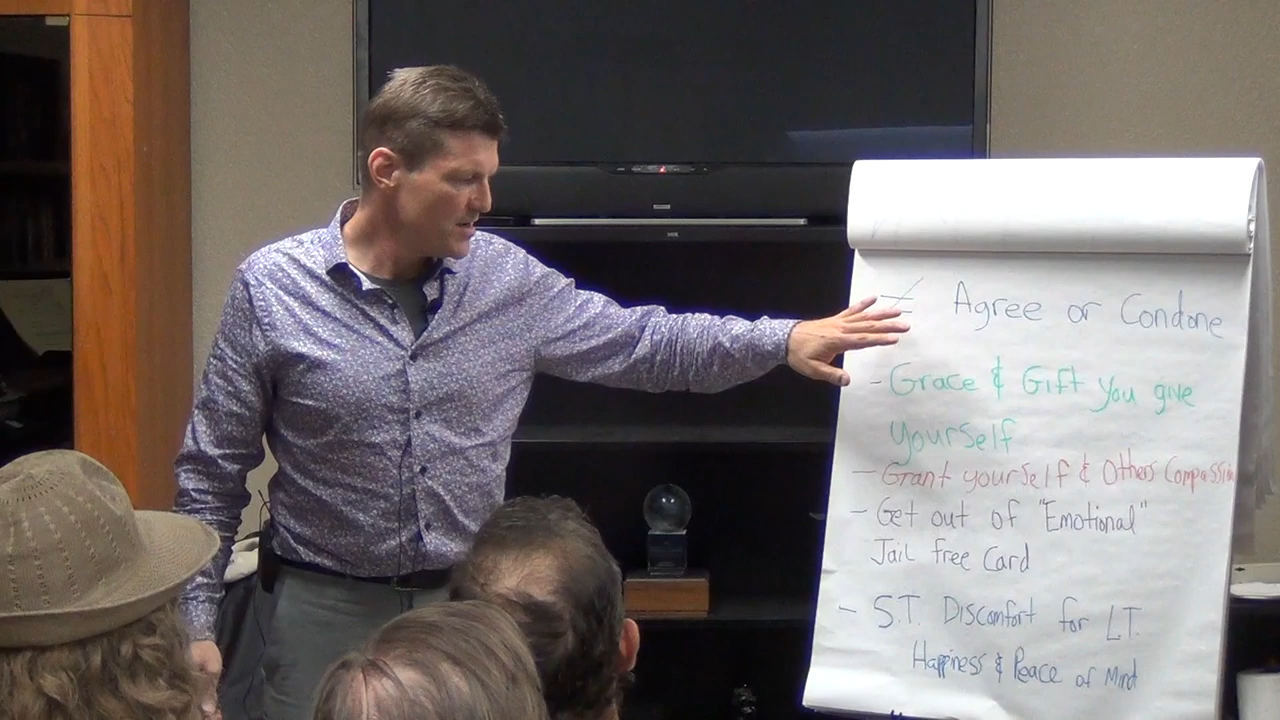 ≠ Agree or Condone
- Grace & Gift you give
yourself
- Grant yourself & Others Compassion
- Get out of "Emotional"
Jail free Card
- S.T. Discomfort for L.T.
Happiness & Peace of Mind